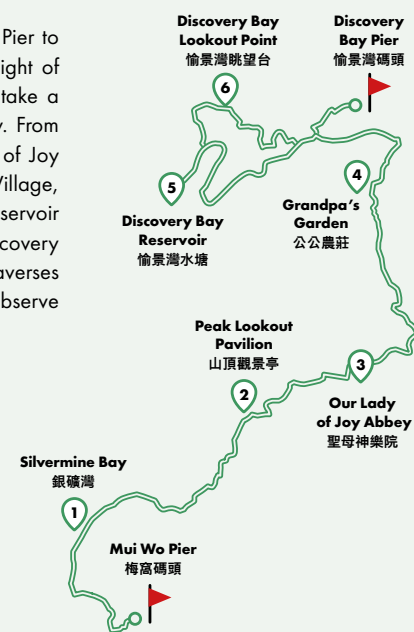 Pier to
ight of
take a
y. From
of Joy
Village,
servoir
covery
averses
bserve
Discovery Bay
Lookout Point
愉景灣眺望台
Discovery
Bay Pier
愉景灣碼頭
6
5
Discovery Bay
Reservoir
愉景灣水塘
4
Grandpa's
Garden
公公農莊
Peak Lookout
Pavilion
山頂觀景亭
2
3
Our Lady
of Joy Abbey
聖母神樂院
Silvermine Bay
銀礦灣
1
Mui Wo Pier
梅窩碼頭